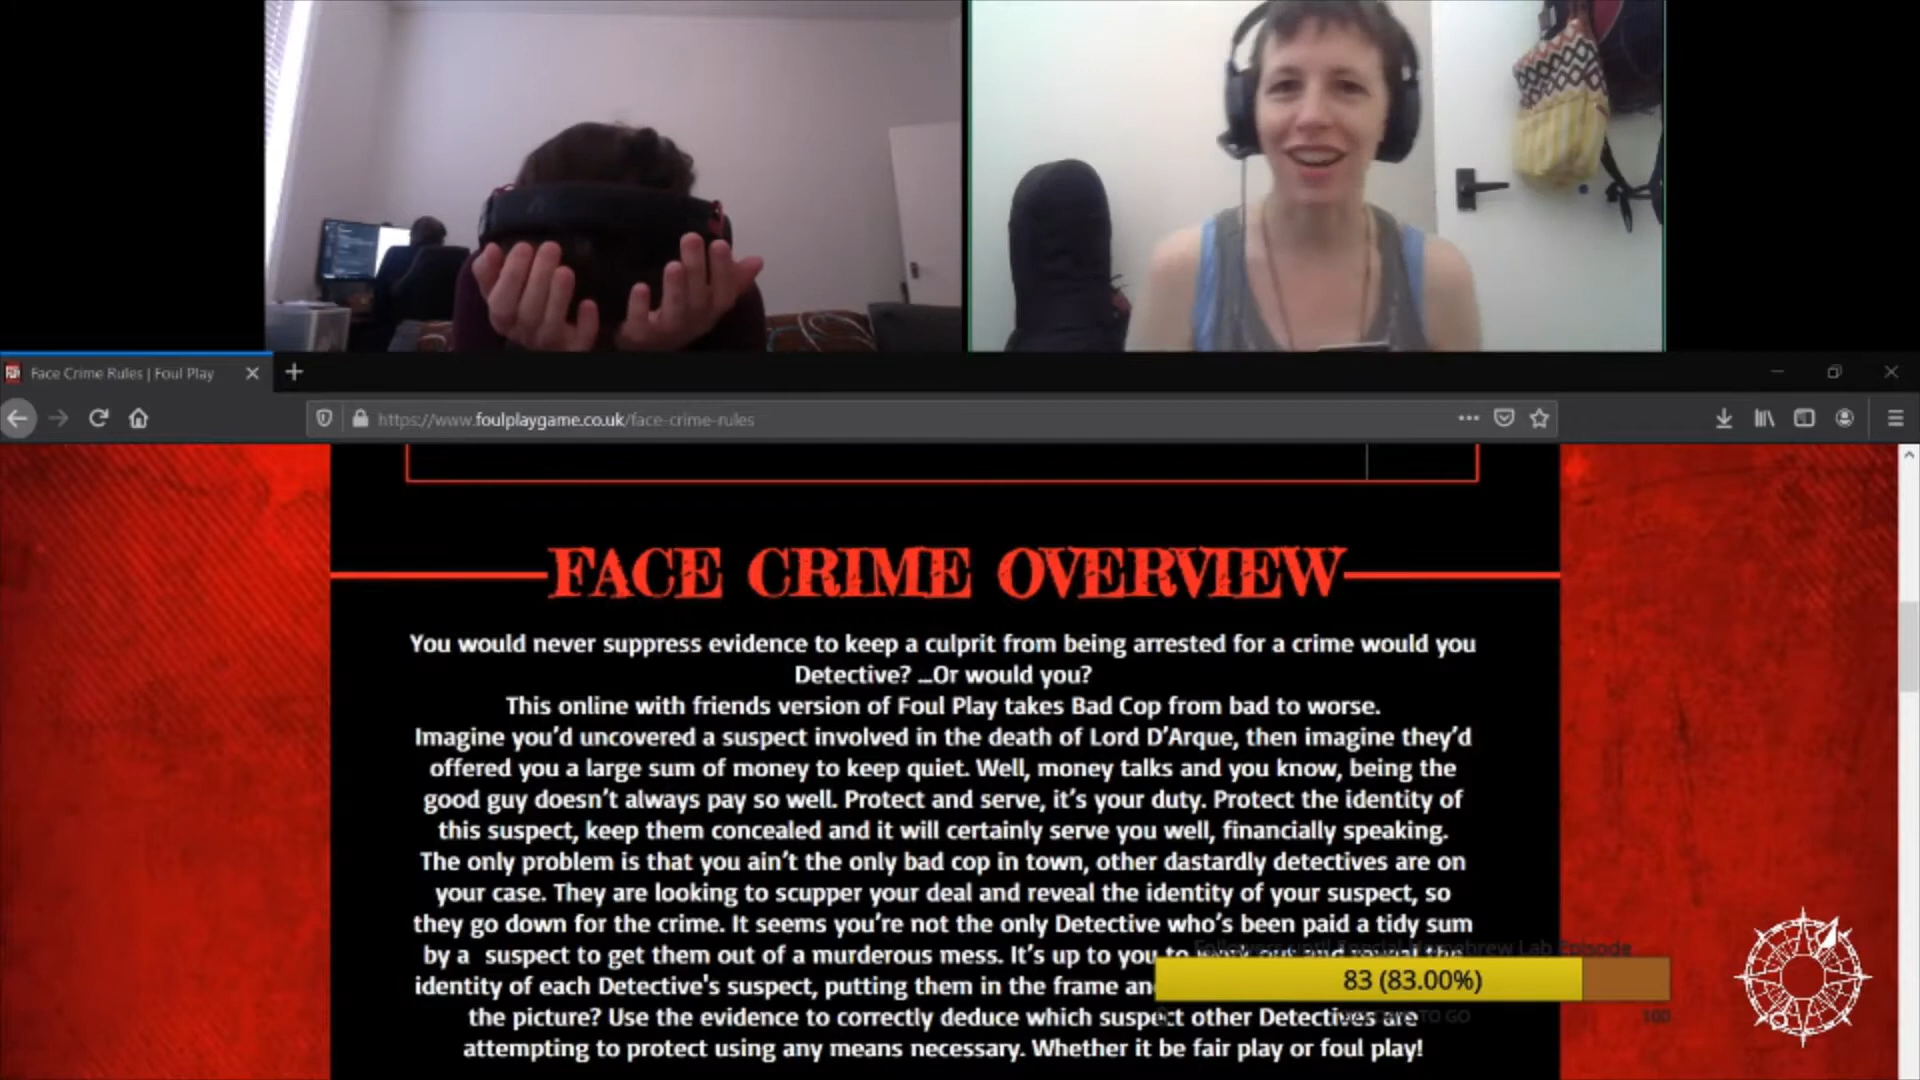 Face Crime Rules | Foul Play
https://www.foulplaygame.co.uk/face-crime-rules
FACE CRIME OVERVIEW
You would never suppress evidence to keep a culprit from being arrested for a crime would you
Detective? ...Or would you?
This online with friends version of Foul Play takes Bad Cop from bad to worse.
Imagine you'd uncovered a suspect involved in the death of Lord D'Arque, then imagine they'd
offered you a large sum of money to keep quiet. Well, money talks and you know, being the
good guy doesn't always pay so well. Protect and serve, it's your duty. Protect the identity of
this suspect, keep them concealed and it will certainly serve you well, financially speaking.
The only problem is that you ain't the only bad cop in town, other dastardly detectives are on
your case. They are looking to scupper your deal and reveal the identity of your suspect, so
they go down for the crime. It seems you're not the only Detective who's been paid a tidy sum
by a suspect to get them out of a murderous mess. It's up to you to
Followers until Special Homebrew Lab Episode
identity of each Detective's suspect, putting them in the frame
83 (83.00%)
the picture? Use the evidence to correctly deduce which suspect other Detectives are
TO GO
100
attempting to protect using any means necessary. Whether it be fair play or foul play!